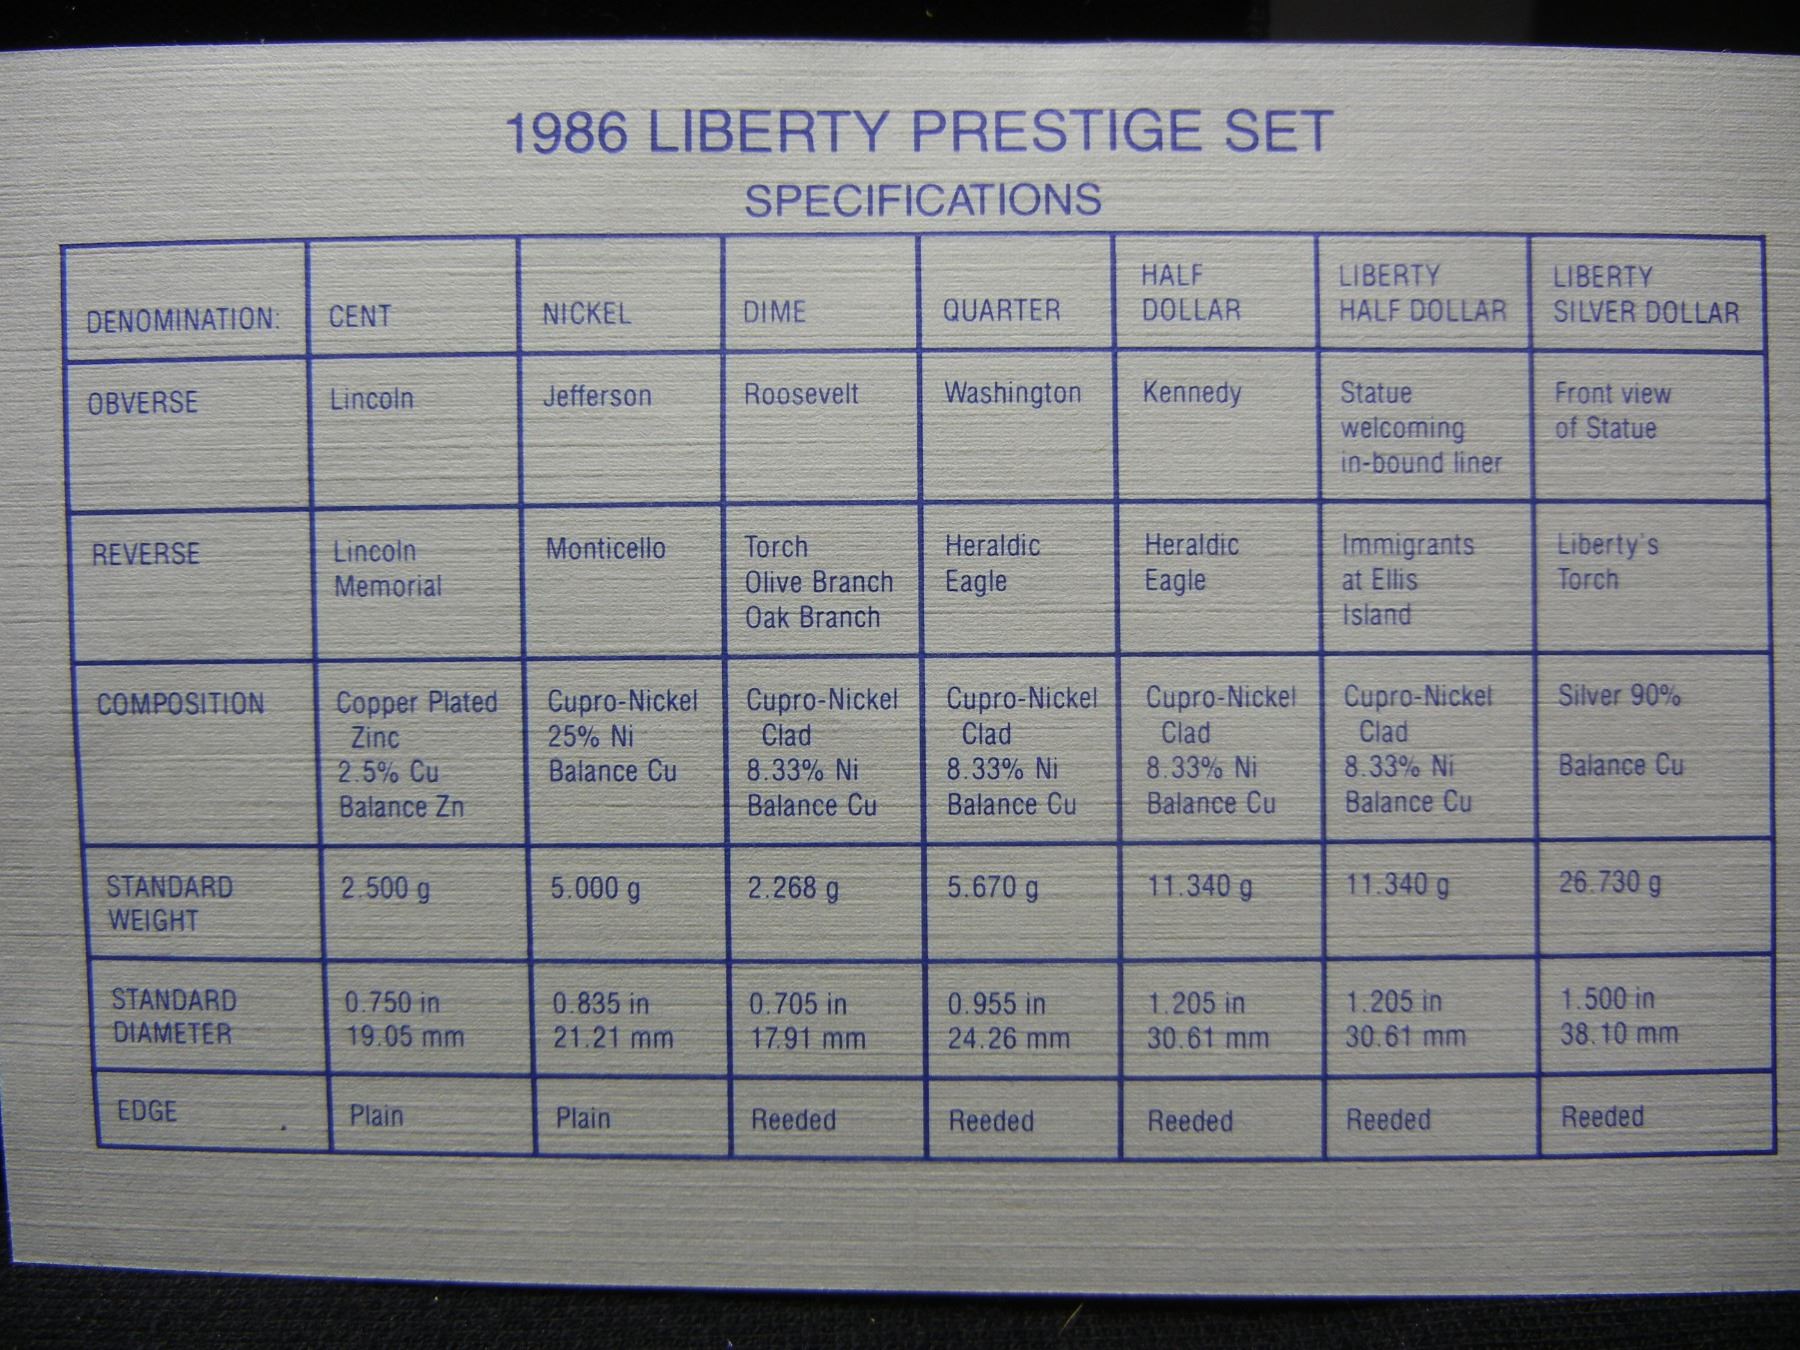 1986 LIBERTY PRESTIGE SET
SPECIFICATIONS
DENOMINATION: CENT NICKEL DIME QUARTER HALF DOLLAR LIBERTY HALF DOLLAR LIBERTY SILVER DOLLAR
OBVERSE Lincoln Jefferson Roosevelt Washington Kennedy Statue welcoming in-bound liner Front view of Statue
REVERSE Lincoln Memorial Monticello Torch Olive Branch Oak Branch Heraldic Eagle Heraldic Eagle Immigrants at Ellis Island Liberty's Torch
COMPOSITION Copper Plated Zinc 2.5% Cu Balance Zn Cupro-Nickel 25% Ni Balance Cu Cupro-Nickel Clad 8.33% Ni Balance Cu Cupro-Nickel Clad 8.33% Ni Balance Cu Cupro-Nickel Clad 8.33% Ni Balance Cu Cupro-Nickel Clad 8.33% Ni Balance Cu Silver 90% Balance Cu
STANDARD WEIGHT 2.500 g 5.000 g 2.268 g 5.670 g 11.340 g 11.340 g 26.730 g
STANDARD DIAMETER 0.750 in 19.05 mm 0.835 in 21.21 mm 0.705 in 17.91 mm 0.955 in 24.26 mm 1.205 in 30.61 mm 1.205 in 30.61 mm 1.500 in 38.10 mm
EDGE Plain Plain Reeded Reeded Reeded Reeded Reeded